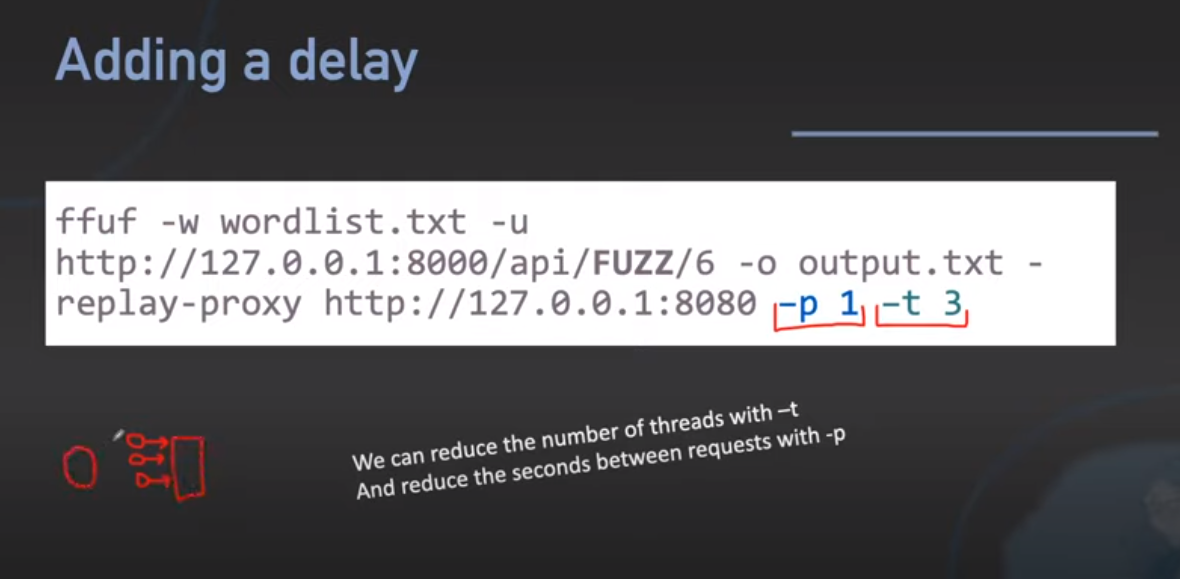 Adding a delay
ffuf -w wordlist.txt -u
http://127.0.0.1:8000/api/FUZZ/6 -o output.txt -
replay-proxy http://127.0.0.1:8080 –p 1 –t 3
We can reduce the number of threads with –t
And reduce the seconds between requests with -p